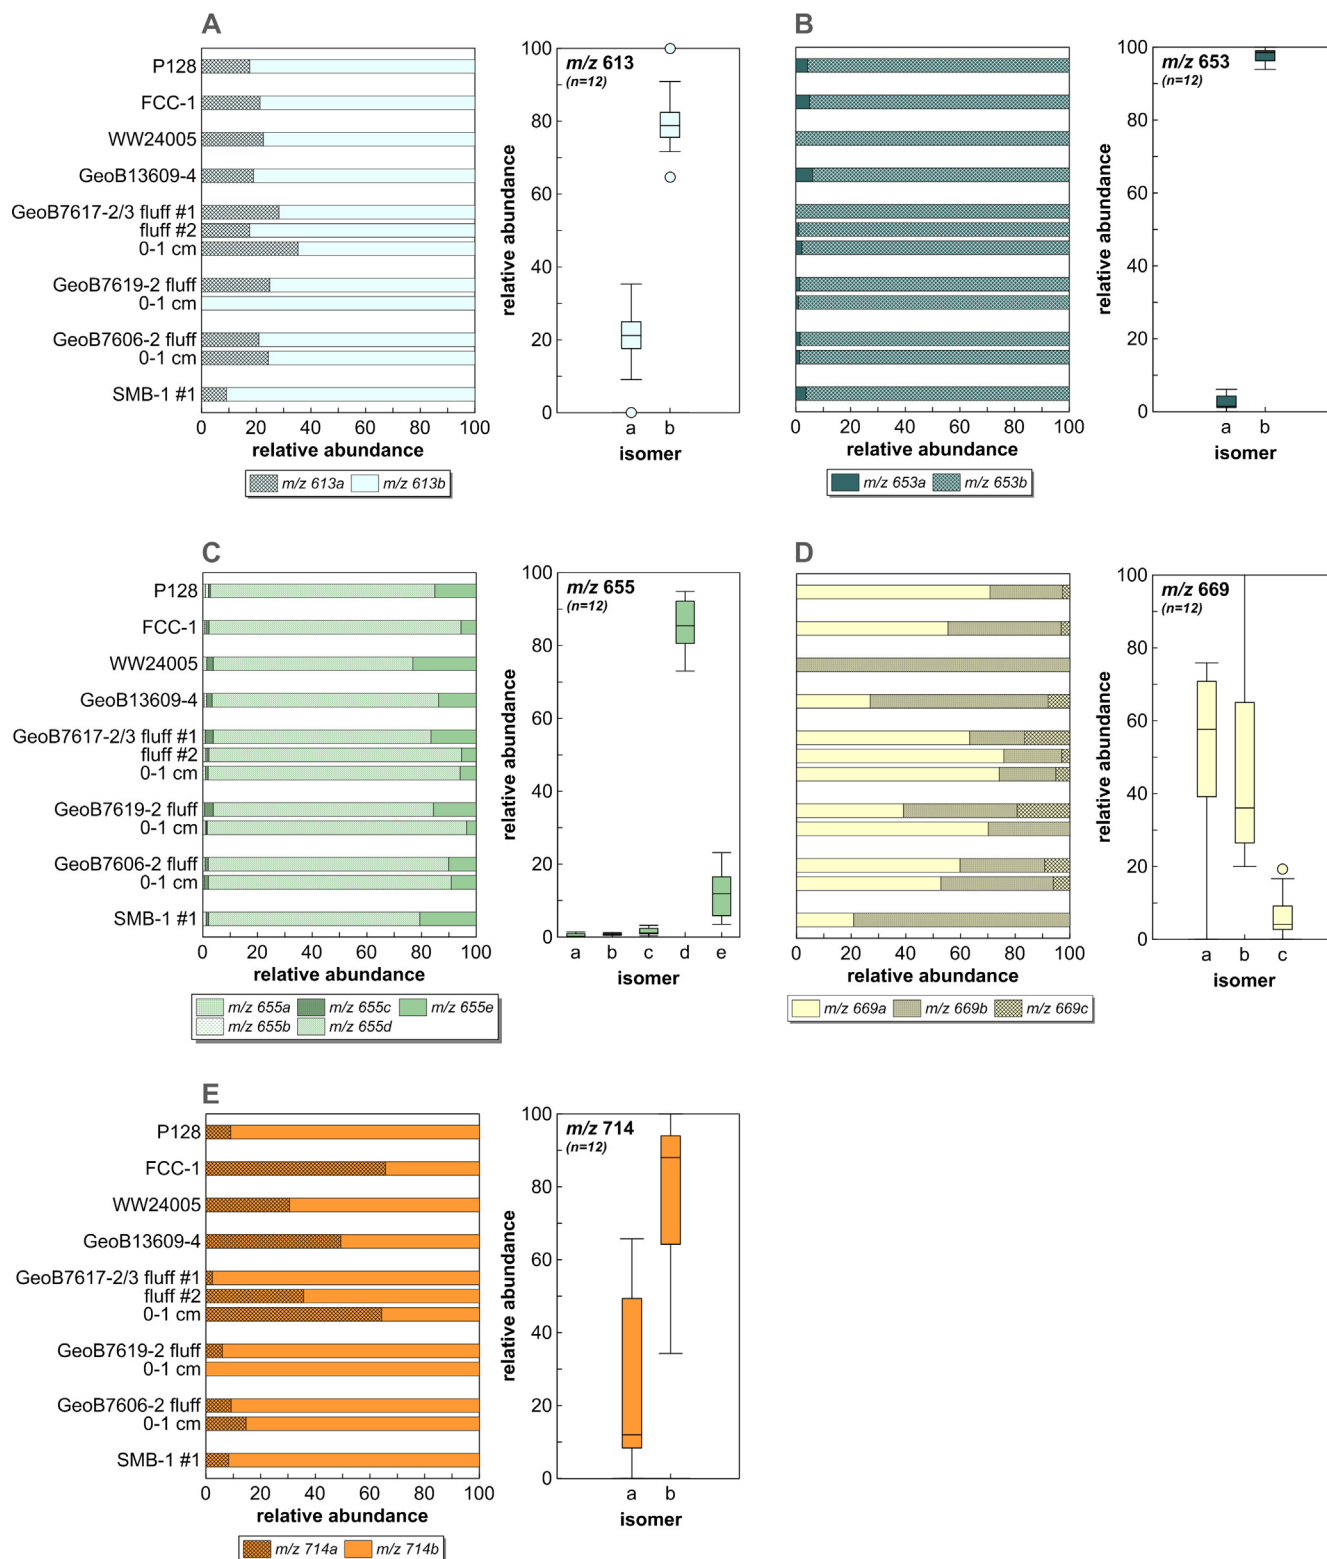 A
P128
FCC-1
WW24005
GeoB13609-4
GeoB7617-2/3 fluff #1
fluff #2
0-1 cm
GeoB7619-2 fluff
0-1 cm
GeoB7606-2 fluff
0-1 cm
SMB-1 #1
0 20 40 60 80 100
relative abundance
m/z 613a m/z 613b
m/z 613
(n=12)
100
80
60
40
20
0
relative abundance
a b
isomer
B
0 20 40 60 80 100
relative abundance
m/z 653a m/z 653b
m/z 653
(n=12)
100
80
60
40
20
0
relative abundance
a b
isomer
C
P128
FCC-1
WW24005
GeoB13609-4
GeoB7617-2/3 fluff #1
fluff #2
0-1 cm
GeoB7619-2 fluff
0-1 cm
GeoB7606-2 fluff
0-1 cm
SMB-1 #1
0 20 40 60 80 100
relative abundance
m/z 655a m/z 655c m/z 655e
m/z 655b m/z 655d
m/z 655
(n=12)
100
80
60
40
20
0
relative abundance
a b c d e
isomer
D
0 20 40 60 80 100
relative abundance
m/z 669a m/z 669b m/z 669c
m/z 669
(n=12)
100
80
60
40
20
0
relative abundance
a b c
isomer
E
P128
FCC-1
WW24005
GeoB13609-4
GeoB7617-2/3 fluff #1
fluff #2
0-1 cm
GeoB7619-2 fluff
0-1 cm
GeoB7606-2 fluff
0-1 cm
SMB-1 #1
0 20 40 60 80 100
relative abundance
m/z 714a m/z 714b
m/z 714
(n=12)
100
80
60
40
20
0
relative abundance
a b
isomer